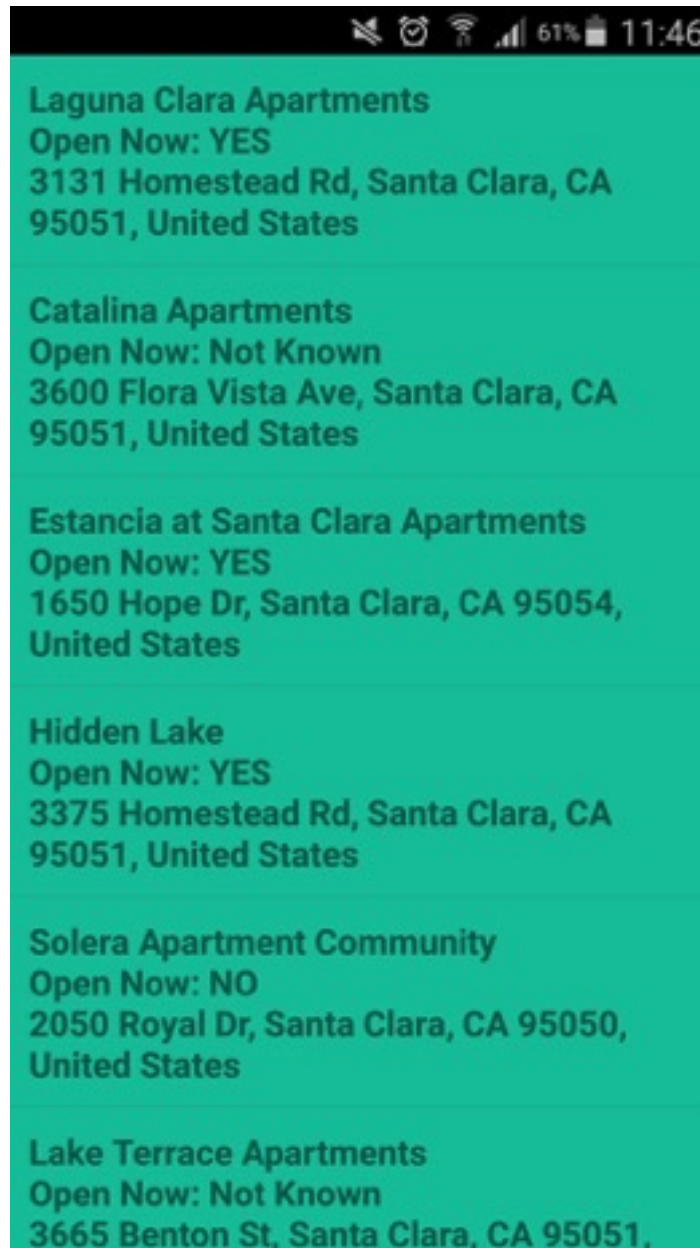 61% 11:46
Laguna Clara Apartments
Open Now: YES
3131 Homestead Rd, Santa Clara, CA
95051, United States
Catalina Apartments
Open Now: Not Known
3600 Flora Vista Ave, Santa Clara, CA
95051, United States
Estancia at Santa Clara Apartments
Open Now: YES
1650 Hope Dr, Santa Clara, CA 95054,
United States
Hidden Lake
Open Now: YES
3375 Homestead Rd, Santa Clara, CA
95051, United States
Solera Apartment Community
Open Now: NO
2050 Royal Dr, Santa Clara, CA 95050,
United States
Lake Terrace Apartments
Open Now: Not Known
3665 Benton St, Santa Clara, CA 95051,